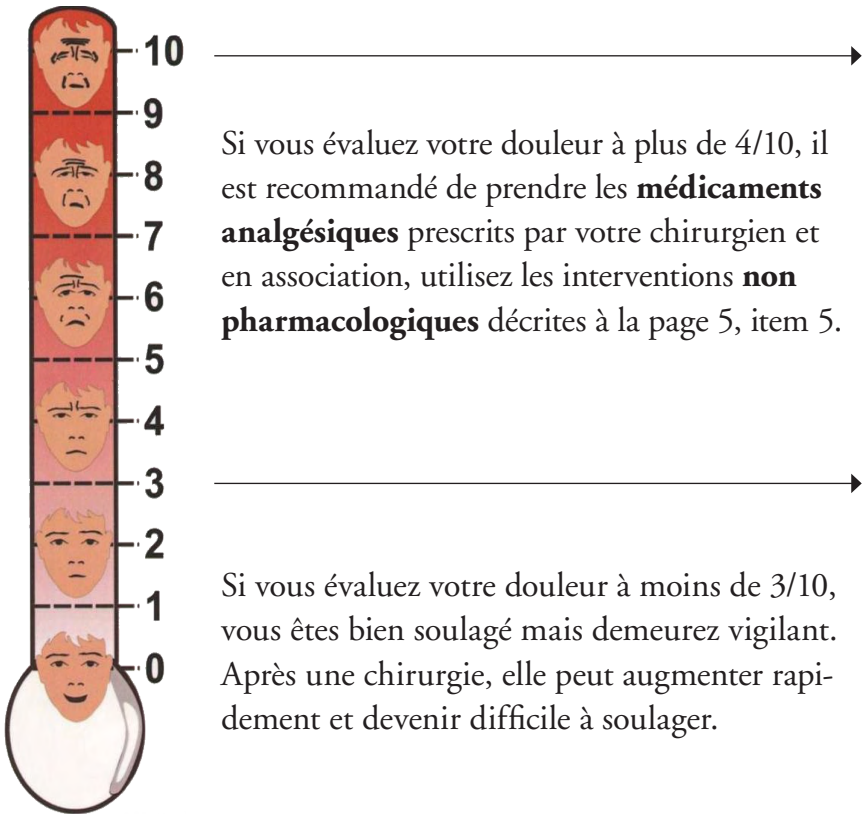 10
9
Si vous évaluez votre douleur à plus de 4/10, il
8
est recommandé de prendre les médicaments
analgésiques prescrits par votre chirurgien et
7
en association, utilisez les interventions non
6
pharmacologiques décrites à la page 5, item 5.
5
4
3
2
Si vous évaluez votre douleur à moins de 3/10,
1
vous êtes bien soulagé mais demeurez vigilant.
0
Après une chirurgie, elle peut augmenter rapi-
dement et devenir difficile à soulager.